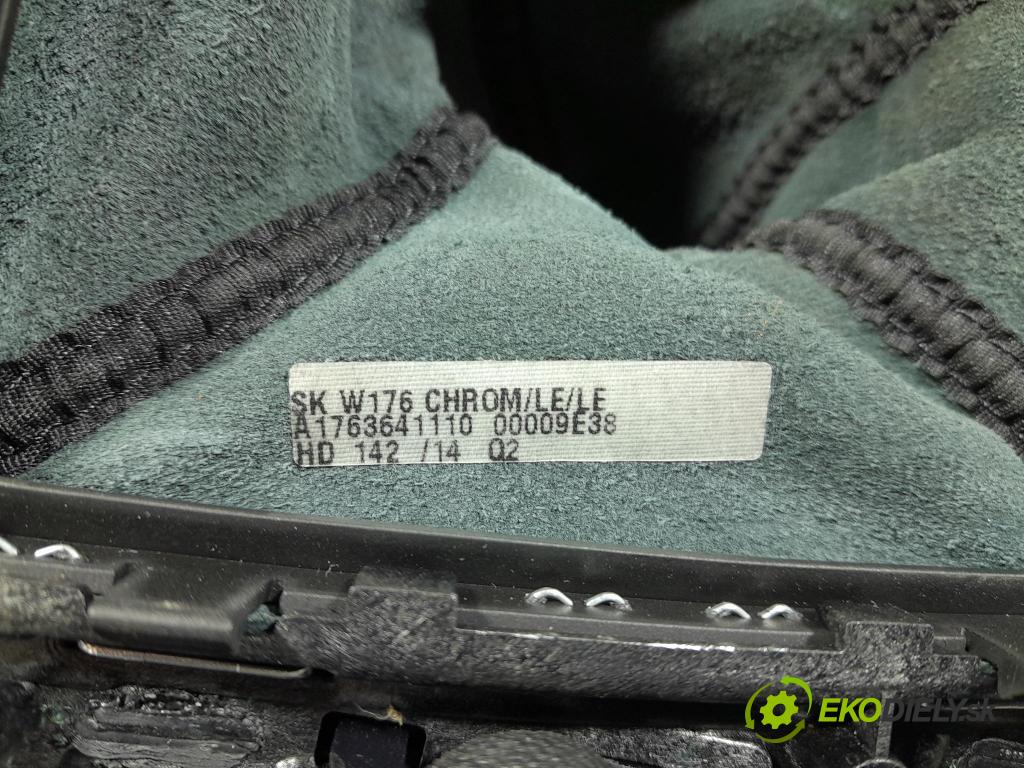 SK W176 CHROM/LE/LE
A1763641110 00009E38
HD 142 /14 Q2
EKODIELY.sk